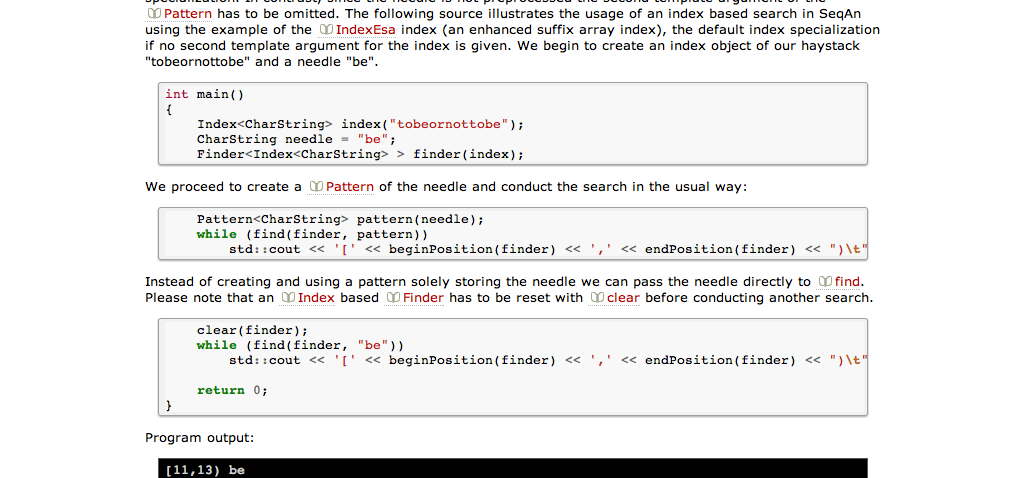 Pattern has to be omitted. The following source illustrates the usage of an index based search in SeqAn
using the example of the IndexEsa index (an enhanced suffix array index), the default index specialization
if no second template argument for the index is given. We begin to create an index object of our haystack
"tobeornottobe" and a needle "be".
int main()
{
    Index<CharString> index("tobeornottobe");
    CharString needle = "be";
    Finder<Index<CharString> > finder(index);
We proceed to create a Pattern of the needle and conduct the search in the usual way:
    Pattern<CharString> pattern(needle);
    while (find(finder, pattern))
        std::cout << '[' << beginPosition(finder) << ',' << endPosition(finder) << ")\t"
Instead of creating and using a pattern solely storing the needle we can pass the needle directly to find.
Please note that an Index based Finder has to be reset with clear before conducting another search.
    clear(finder);
    while (find(finder, "be"))
        std::cout << '[' << beginPosition(finder) << ',' << endPosition(finder) << ")\t"
    return 0;
}
Program output:
[11,13) be